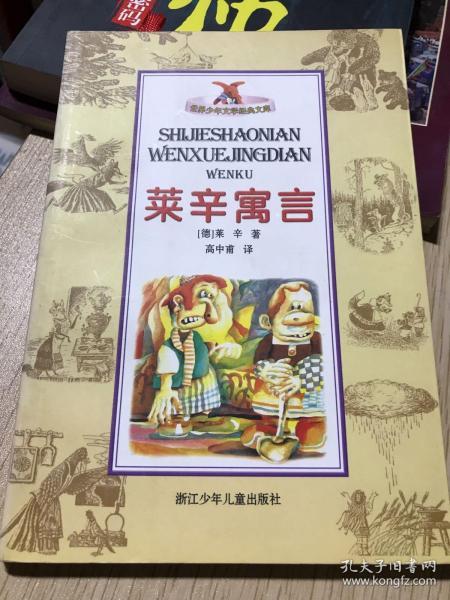 密码
世界少年文学经典文库
SHIJIESHAONIAN
WENXUEJINGDIAN
WENKU
莱辛寓言
[德]莱 辛 著
高中甫 译
浙江少年儿童出版社
孔夫子旧书网
www.kongfz.com